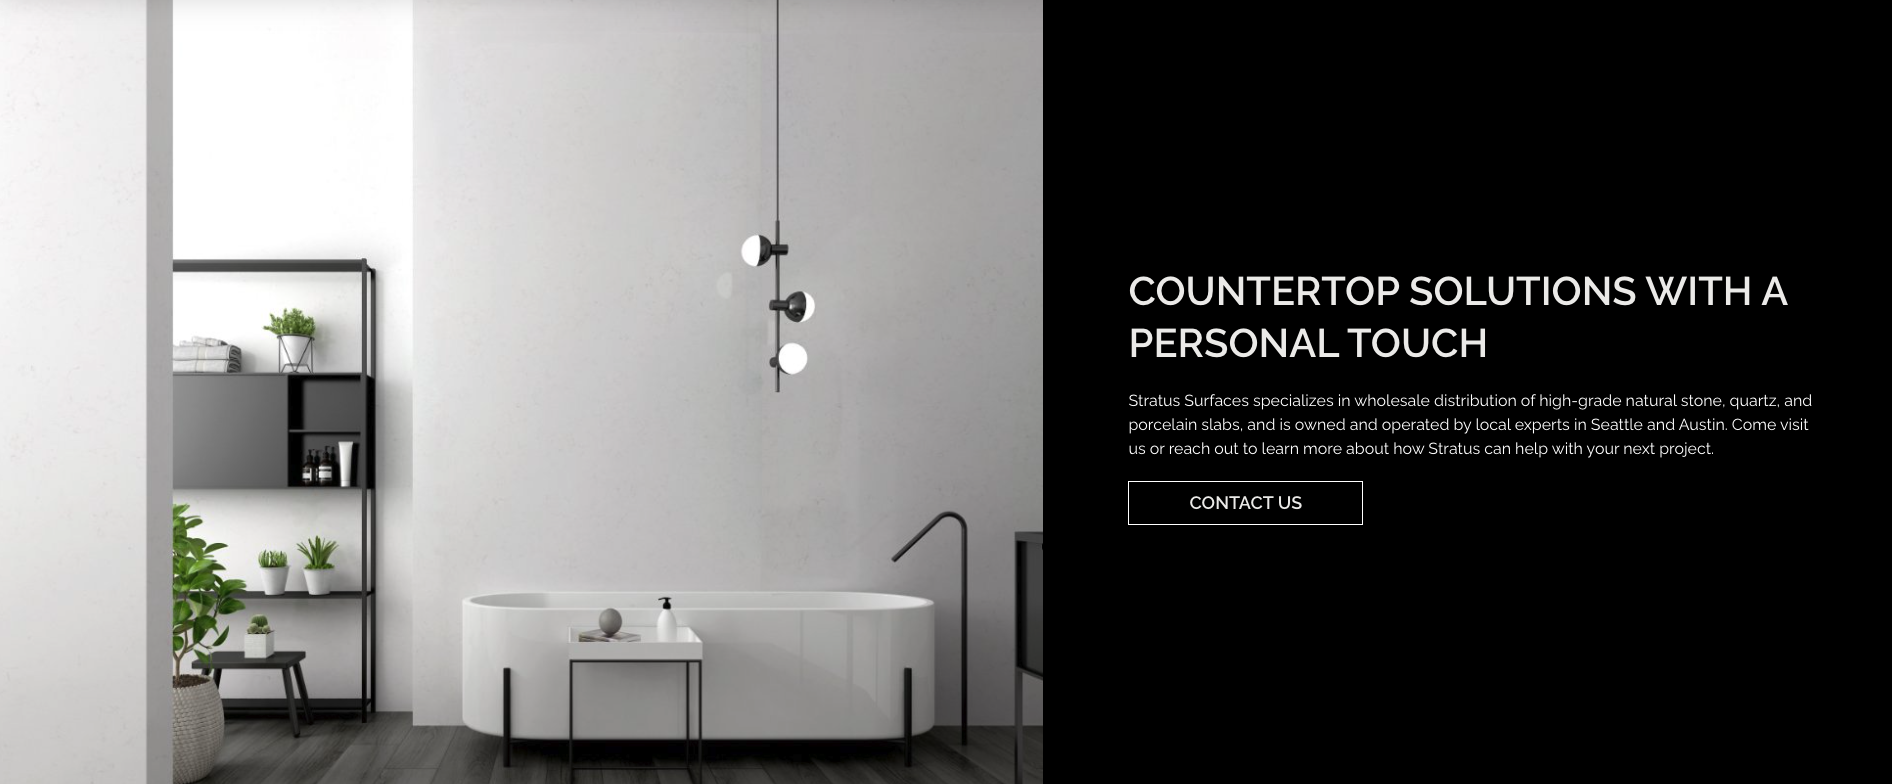 COUNTERTOP SOLUTIONS WITH A
PERSONAL TOUCH
Stratus Surfaces specializes in wholesale distribution of high-grade natural stone, quartz, and
porcelain slabs, and is owned and operated by local experts in Seattle and Austin. Come visit
us or reach out to learn more about how Stratus can help with your next project.
CONTACT US